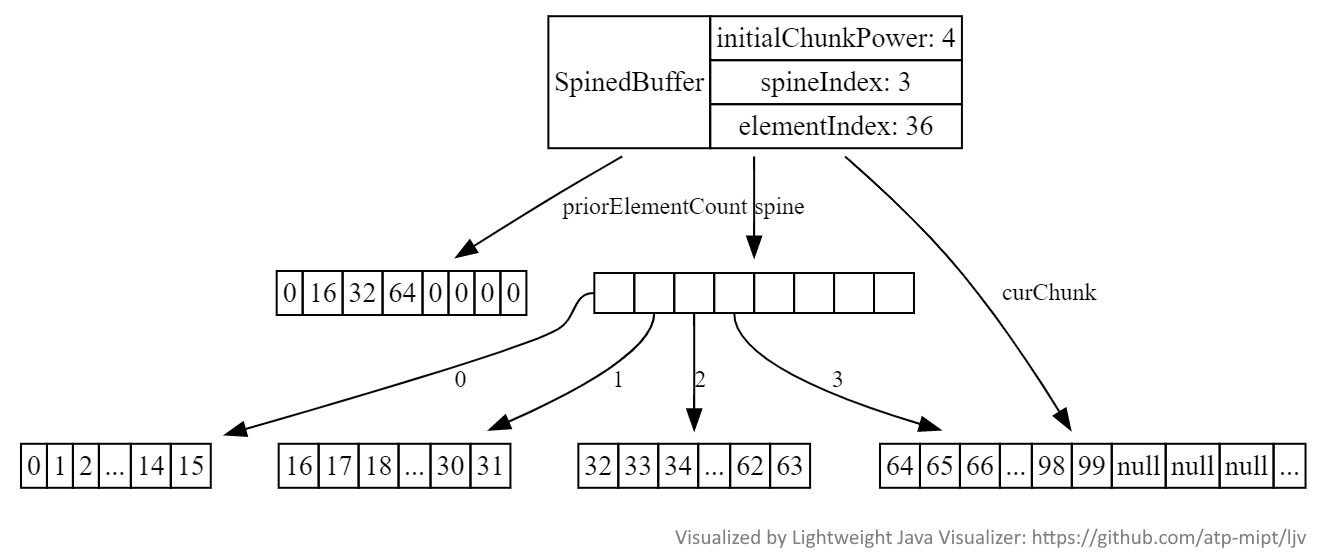 SpinedBuffer
initialChunkPower: 4
spineIndex: 3
elementIndex: 36
priorElementCount spine
0 16 32 64 0 0 0 0
curChunk
0 1 2 3
0 1 2 ... 14 15
16 17 18 ... 30 31
32 33 34 ... 62 63
64 65 66 ... 98 99 null null null ...
Visualized by Lightweight Java Visualizer: https://github.com/atp-mipt/ljv